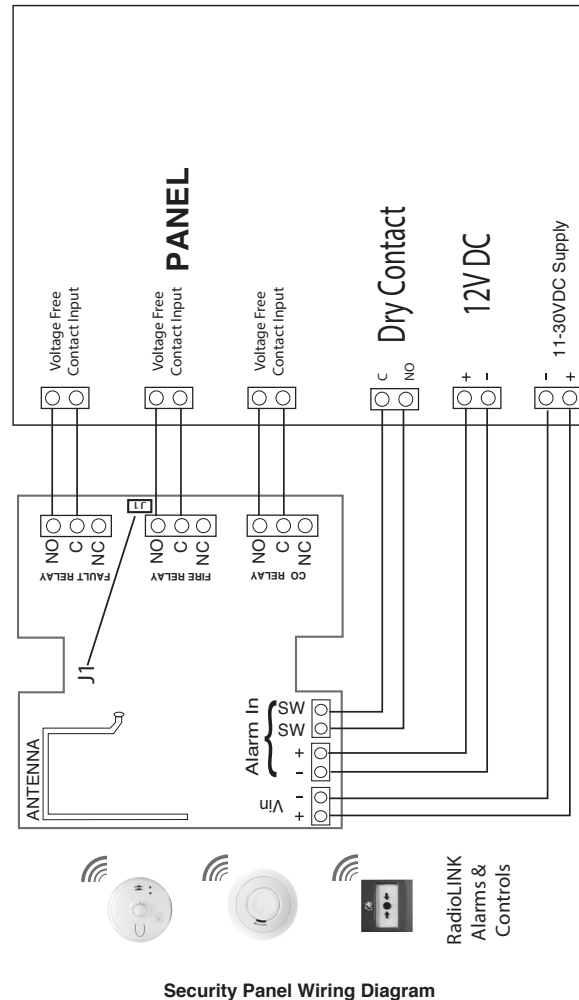 PANEL
Voltage Free
Contact Input
Voltage Free
Contact Input
Voltage Free
Contact Input
Dry Contact
C
NO
12V DC
+
-
11-30VDC Supply
-
+
NO
C
NC
FAULT RELAY
J1
NO
C
NC
FIRE RELAY
NO
C
NC
CO RELAY
J1
ANTENNA
Alarm In
SW
SW
+
-
Vin
-
+
RadioLINK
Alarms &
Controls
Security Panel Wiring Diagram